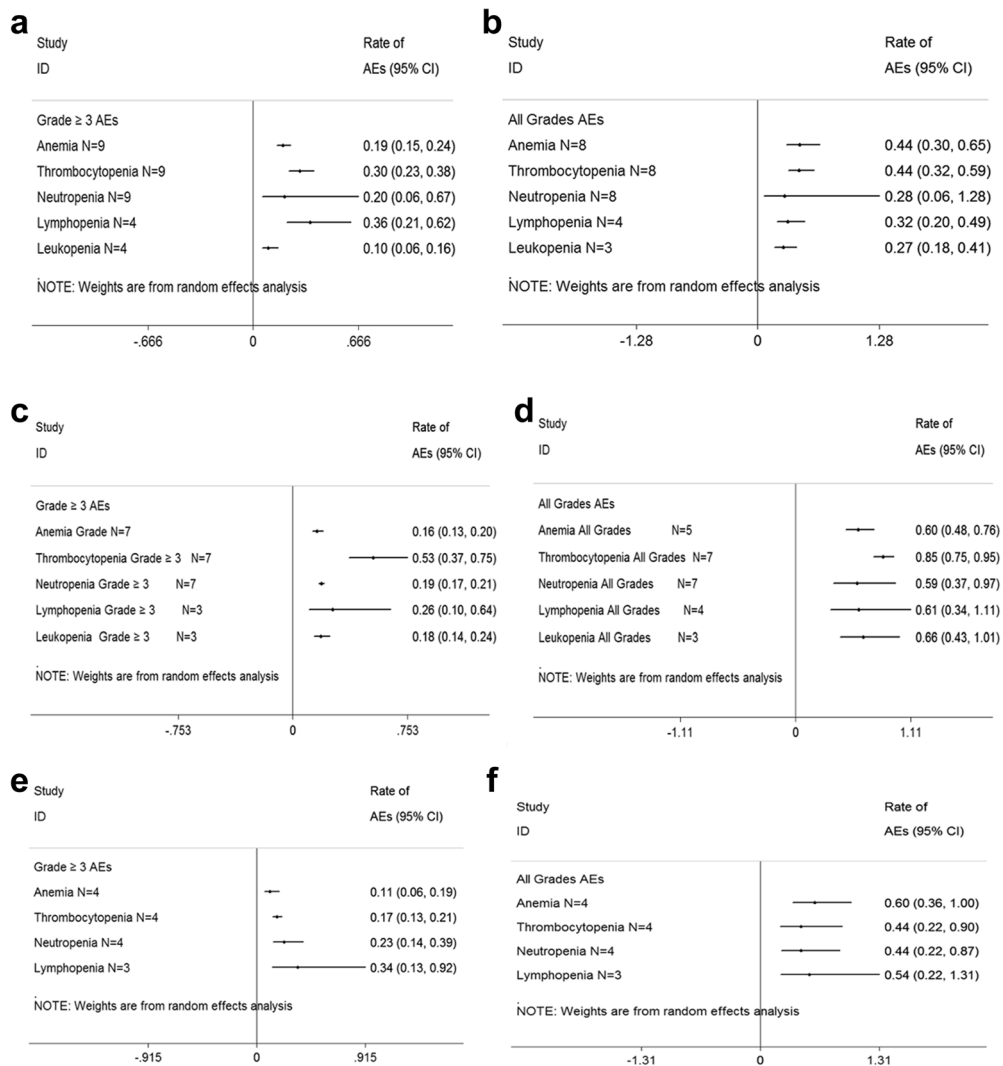 a
Study Rate of
ID AEs (95% CI)
Grade ≥ 3 AEs
Anemia N=9 0.19 (0.15, 0.24)
Thrombocytopenia N=9 0.30 (0.23, 0.38)
Neutropenia N=9 0.20 (0.06, 0.67)
Lymphopenia N=4 0.36 (0.21, 0.62)
Leukopenia N=4 0.10 (0.06, 0.16)
NOTE: Weights are from random effects analysis
-.666 0 .666
b
Study Rate of
ID AEs (95% CI)
All Grades AEs
Anemia N=8 0.44 (0.30, 0.65)
Thrombocytopenia N=8 0.44 (0.32, 0.59)
Neutropenia N=8 0.28 (0.06, 1.28)
Lymphopenia N=4 0.32 (0.20, 0.49)
Leukopenia N=3 0.27 (0.18, 0.41)
NOTE: Weights are from random effects analysis
-1.28 0 1.28
c
Study Rate of
ID AEs (95% CI)
Grade ≥ 3 AEs
Anemia Grade N=7 0.16 (0.13, 0.20)
Thrombocytopenia Grade ≥ 3 N=7 0.53 (0.37, 0.75)
Neutropenia Grade ≥ 3 N=7 0.19 (0.17, 0.21)
Lymphopenia Grade ≥ 3 N=3 0.26 (0.10, 0.64)
Leukopenia Grade ≥ 3 N=3 0.18 (0.14, 0.24)
NOTE: Weights are from random effects analysis
-.753 0 .753
d
Study Rate of
ID AEs (95% CI)
All Grades AEs
Anemia All Grades N=5 0.60 (0.48, 0.76)
Thrombocytopenia All Grades N=7 0.85 (0.75, 0.95)
Neutropenia All Grades N=7 0.59 (0.37, 0.97)
Lymphopenia All Grades N=4 0.61 (0.34, 1.11)
Leukopenia All Grades N=3 0.66 (0.43, 1.01)
NOTE: Weights are from random effects analysis
-1.11 0 1.11
e
Study Rate of
ID AEs (95% CI)
Grade ≥ 3 AEs
Anemia N=4 0.11 (0.06, 0.19)
Thrombocytopenia N=4 0.17 (0.13, 0.21)
Neutropenia N=4 0.23 (0.14, 0.39)
Lymphopenia N=3 0.34 (0.13, 0.92)
NOTE: Weights are from random effects analysis
-.915 0 .915
f
Study Rate of
ID AEs (95% CI)
All Grades AEs
Anemia N=4 0.60 (0.36, 1.00)
Thrombocytopenia N=4 0.44 (0.22, 0.90)
Neutropenia N=4 0.44 (0.22, 0.87)
Lymphopenia N=3 0.54 (0.22, 1.31)
NOTE: Weights are from random effects analysis
-1.31 0 1.31